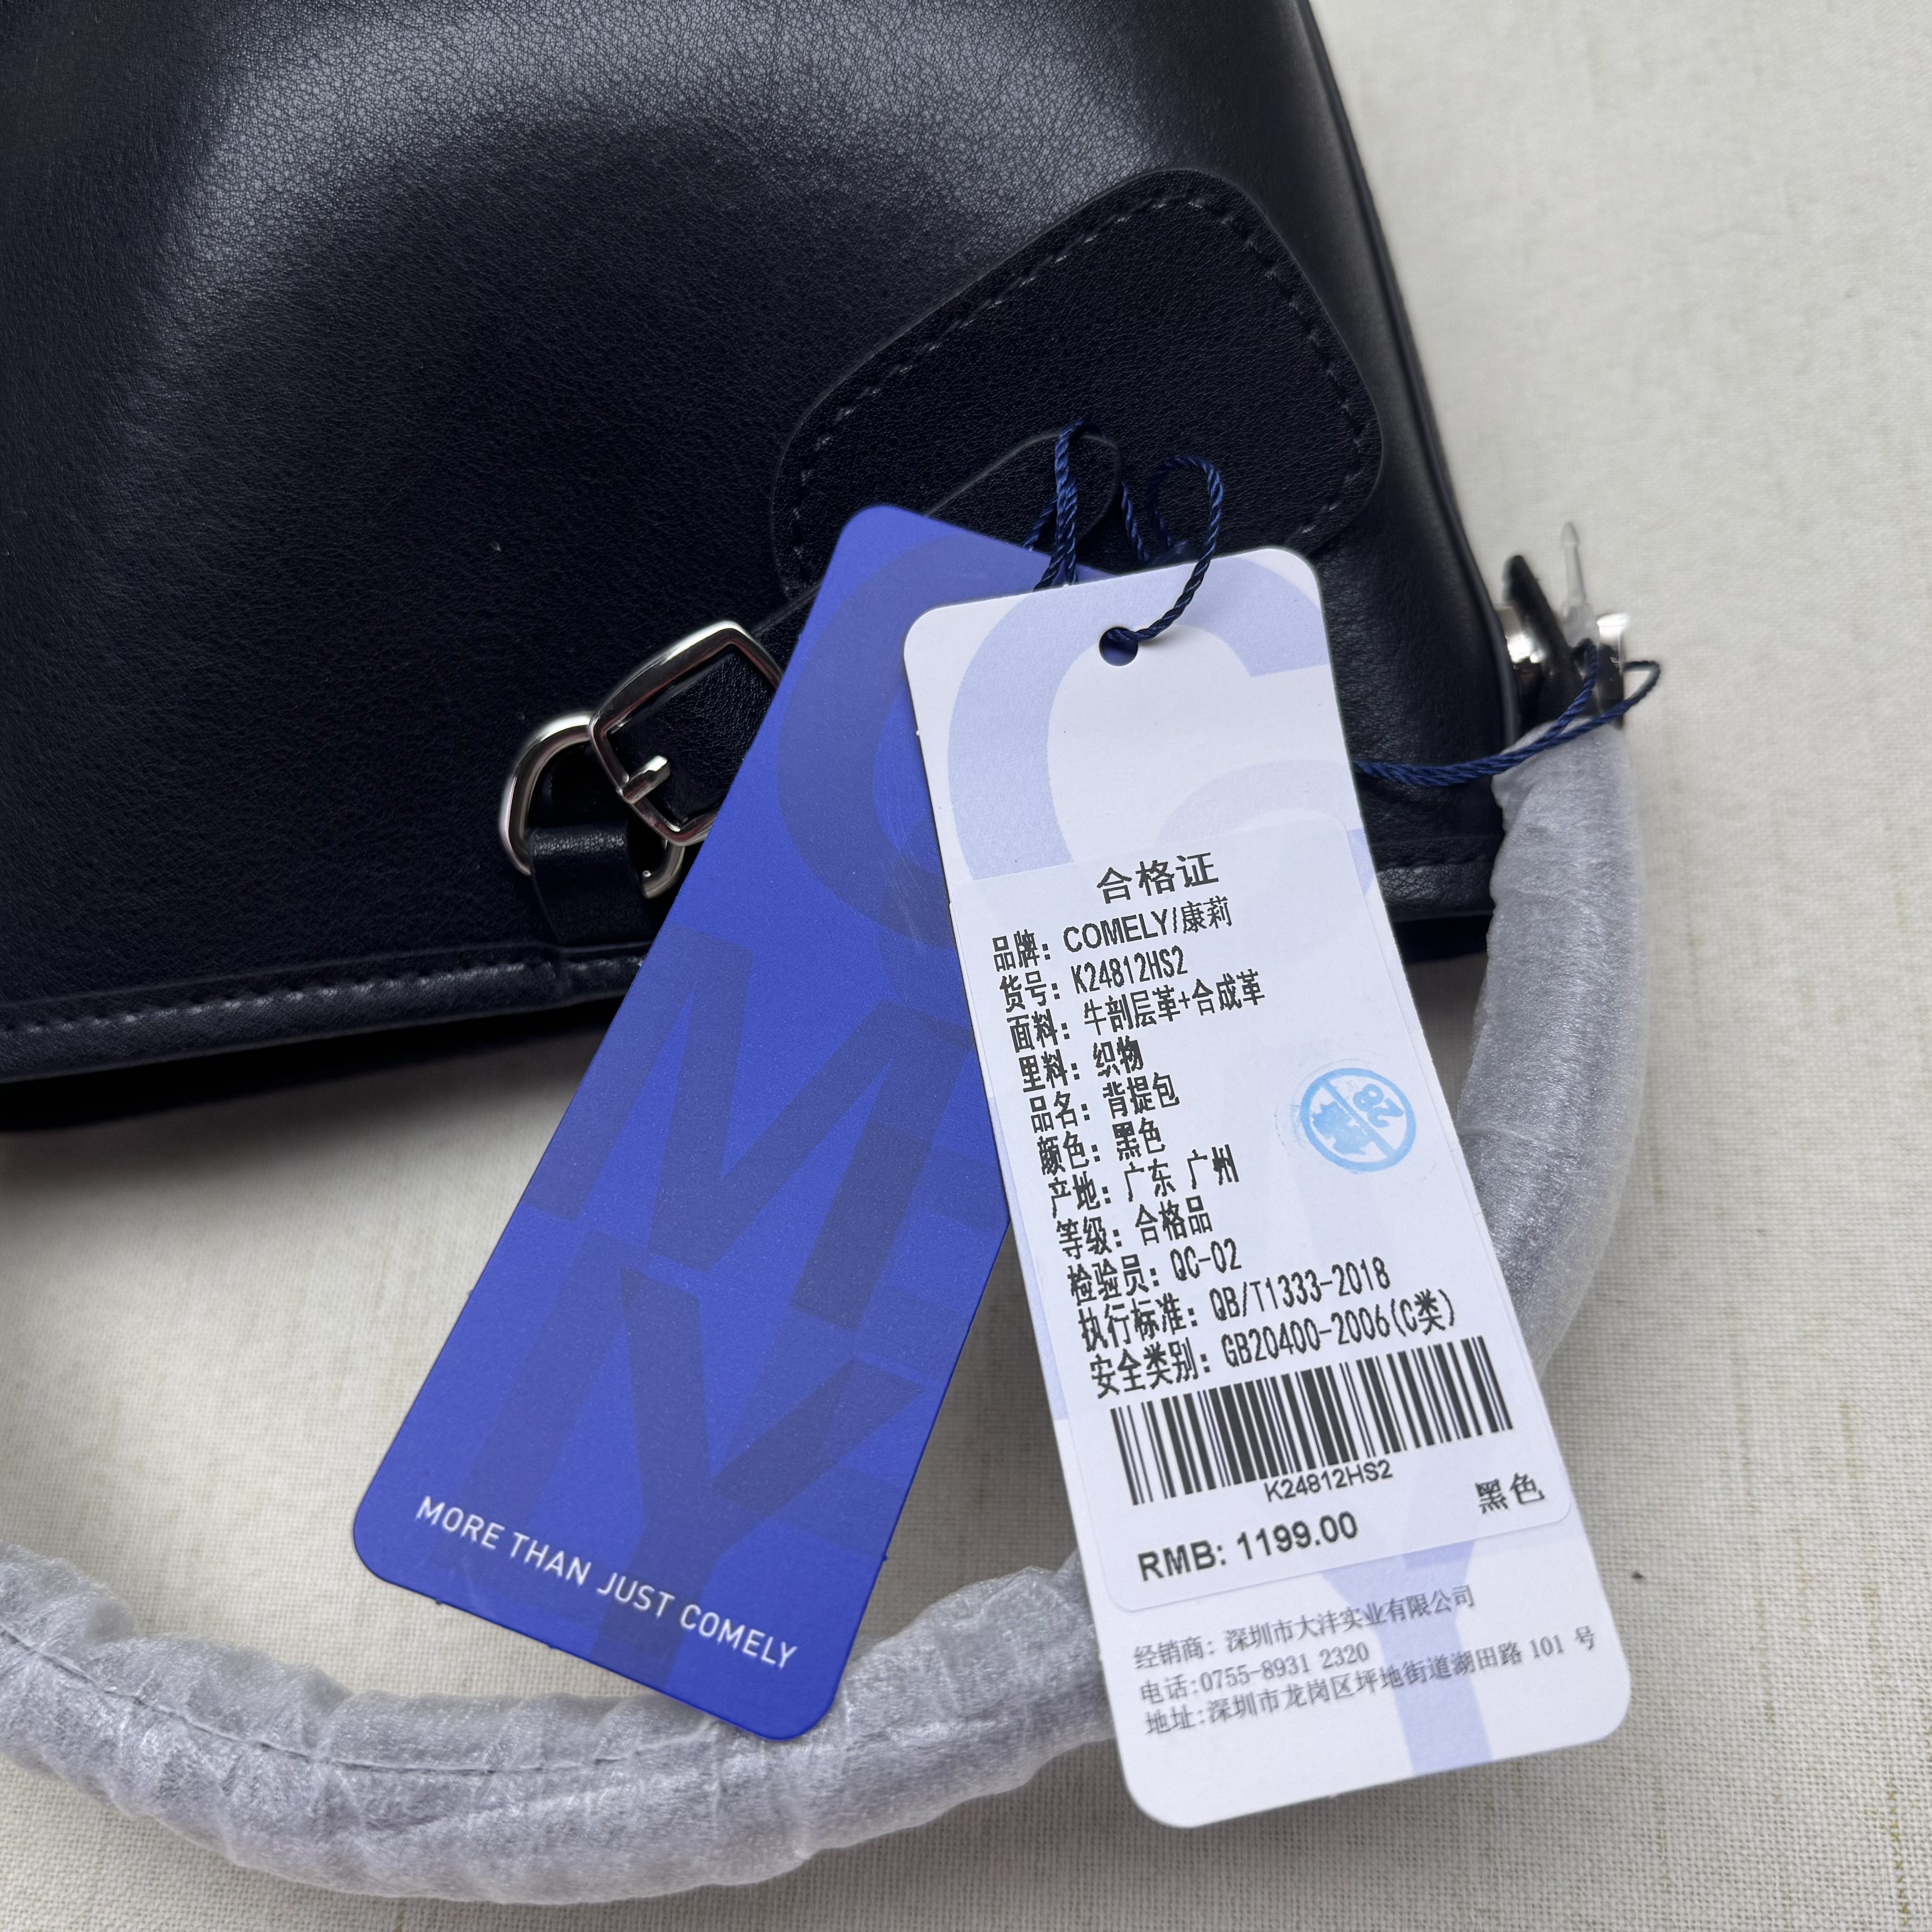 MORE THAN JUST COMELY
合格证
品牌：COMELY/康莉
货号：K24812HS2
面料：牛剖层革+合成革
里料：织物
品名：背提包
颜色：黑色
产地：广东 广州
等级：合格品
检验员：QC-02
执行标准：QB/T1333-2018
安全类别：GB20400-2006(C类)
K24812HS2
黑色
RMB: 1199.00
经销商：深圳市大沣实业有限公司
电话:0755-8931 2320
地址:深圳市龙岗区坪地街道湖田路 101 号
28